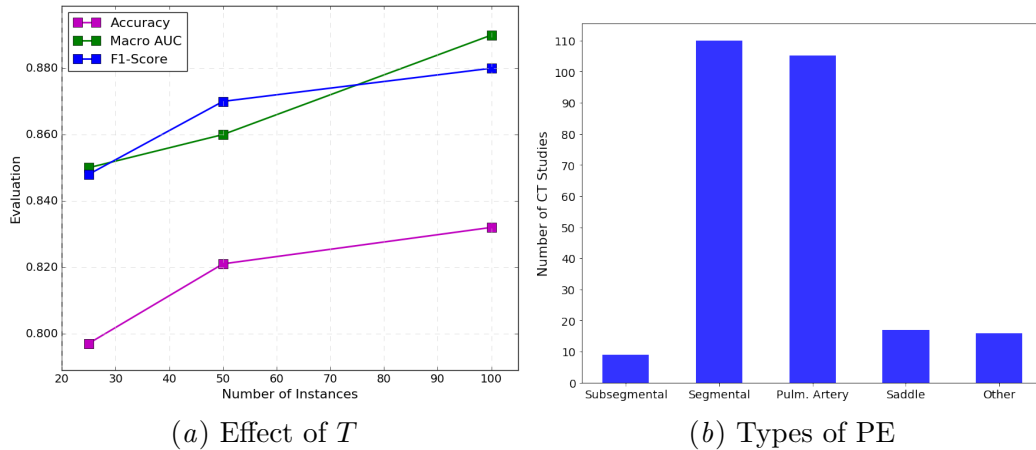 Accuracy
Macro AUC
F1-Score
Evaluation
0.880
0.860
0.840
0.820
0.800
20 30 40 50 60 70 80 90 100
Number of Instances
(a) Effect of T
Number of CT Studies
110
100
90
80
70
60
50
40
30
20
10
0
Subsegmental Segmental Pulm. Artery Saddle Other
(b) Types of PE